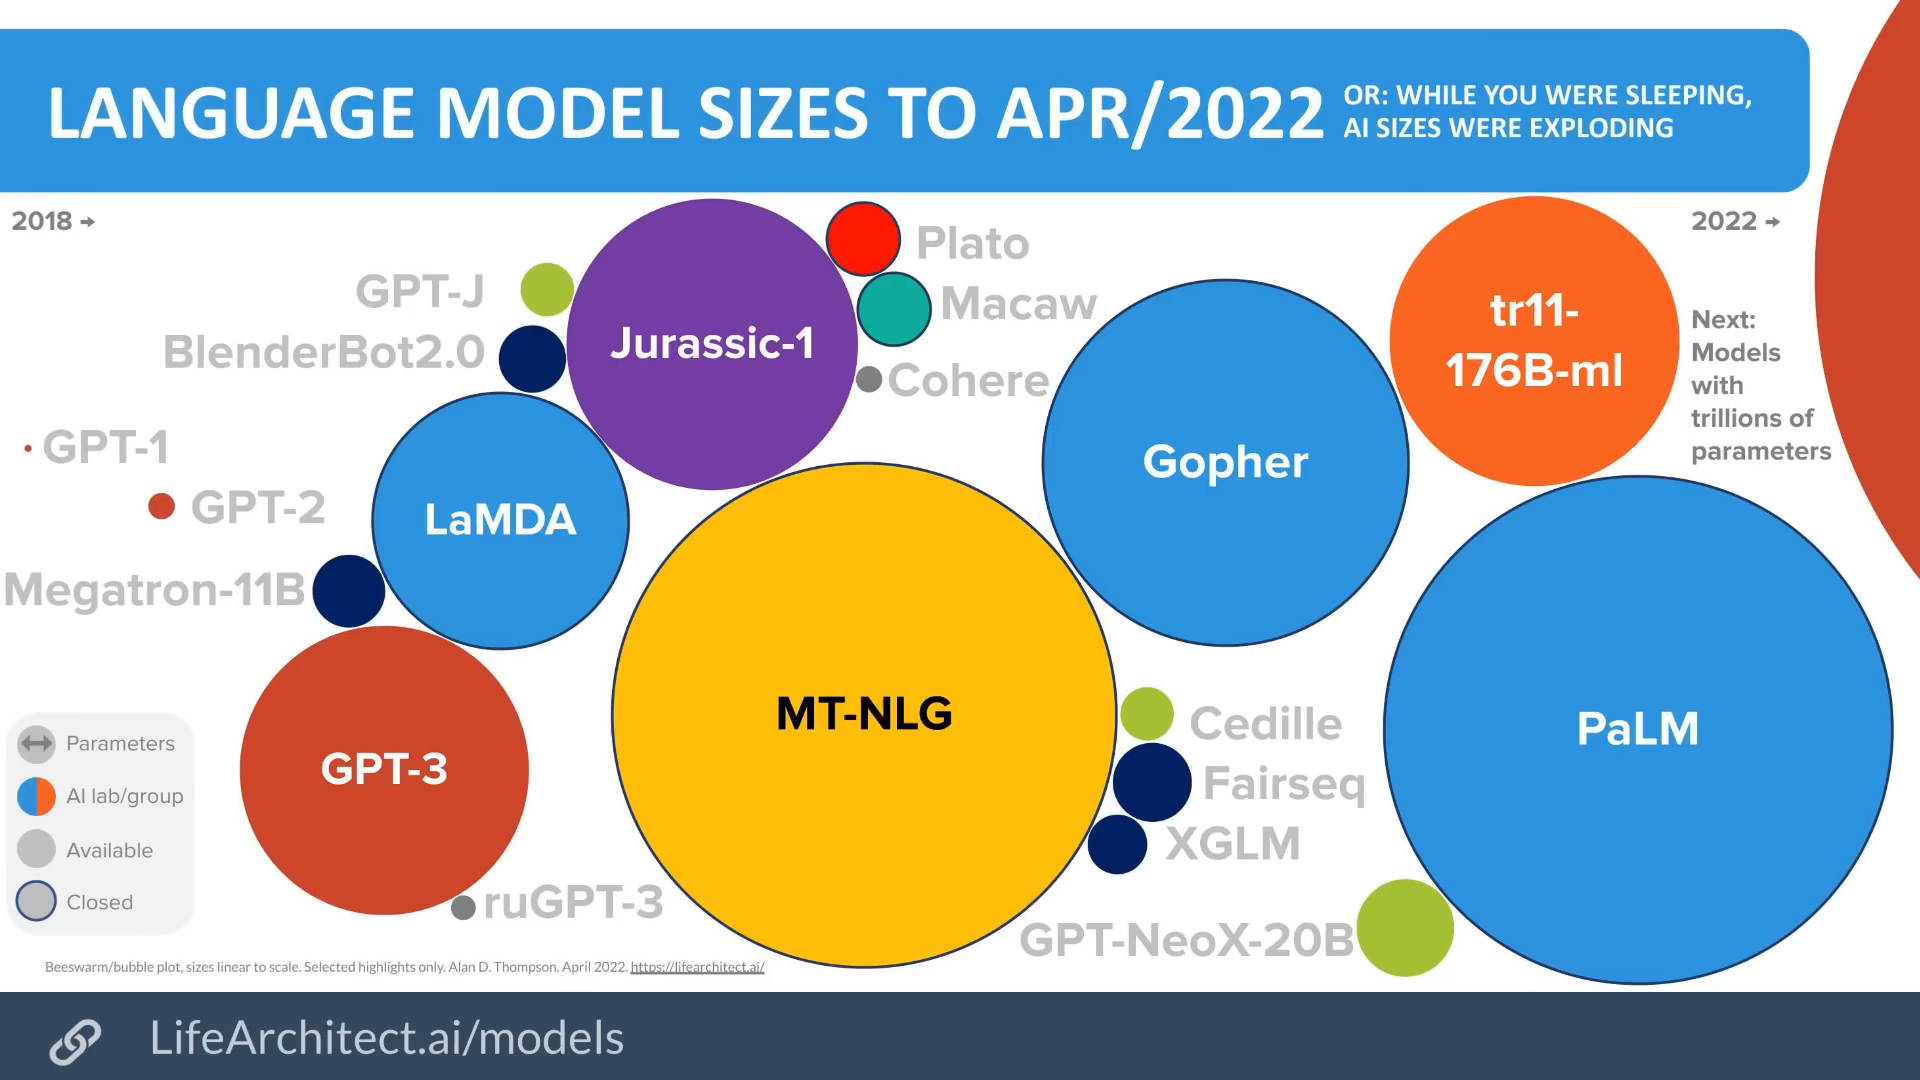 LANGUAGE MODEL SIZES TO APR/2022
OR: WHILE YOU WERE SLEEPING,
AI SIZES WERE EXPLODING
2018 →
2022 →
Plato
GPT-J
Macaw
BlenderBot2.0
Jurassic-1
Cohere
tr11-
176B-ml
Next:
Models
with
trillions of
parameters
GPT-1
Gopher
GPT-2
LaMDA
Megatron-11B
MT-NLG
Cedille
PaLM
GPT-3
Fairseq
XGLM
ruGPT-3
GPT-NeoX-20B
Parameters
AI lab/group
Available
Closed
Beeswarm/bubble plot, sizes linear to scale. Selected highlights only. Alan D. Thompson. April 2022. https://lifearchitect.ai/
LifeArchitect.ai/models